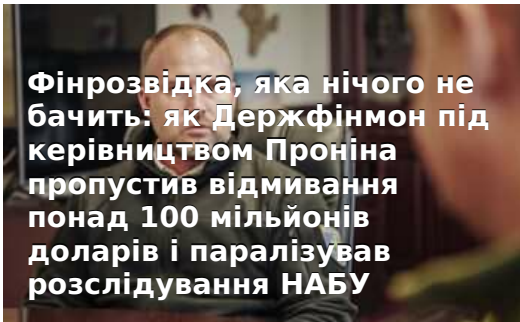 Фінрозвідка, яка нічого не
бачить: як Держфінмон під
керівництвом Проніна
пропустив відмивання
понад 100 мільйонів
доларів і паралізував
розслідування НАБУ